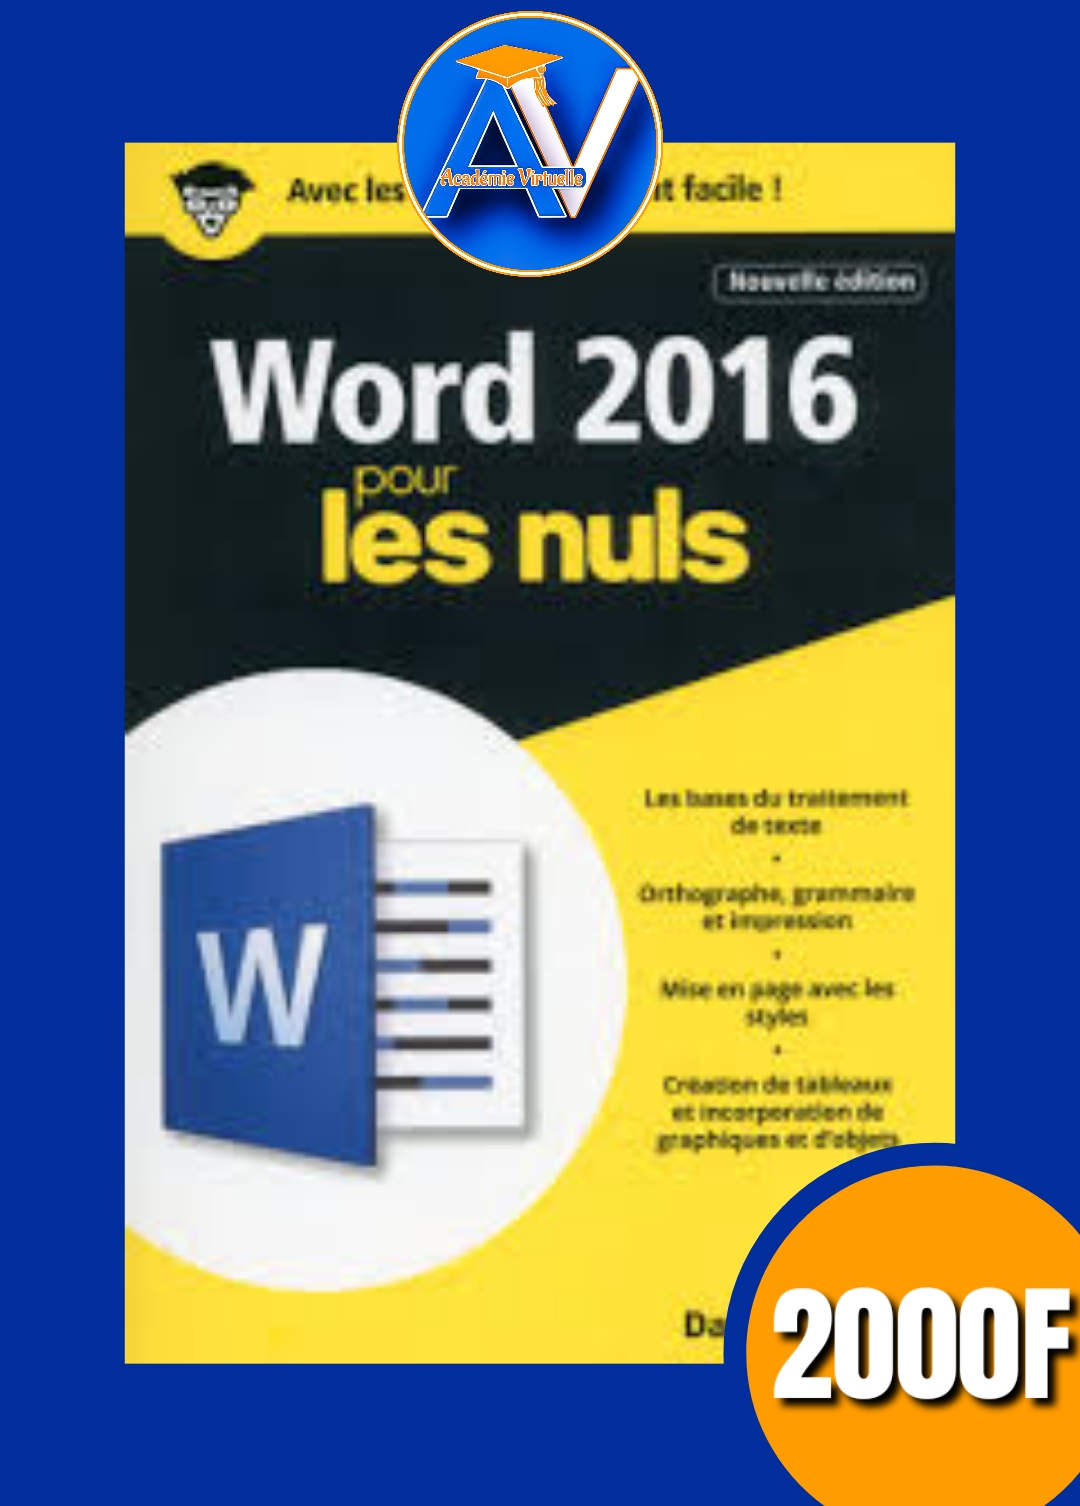 AV
Académie Virtuelle
Avec les
nt facile !
Nouvelle édition
Word 2016
pour
les nuls
Les bases du traitement
de texte
•
Orthographe, grammaire
et impression
•
Mise en page avec les
styles
•
Création de tableaux
et incorporation de
graphiques et d'objets
W
Da
2000F